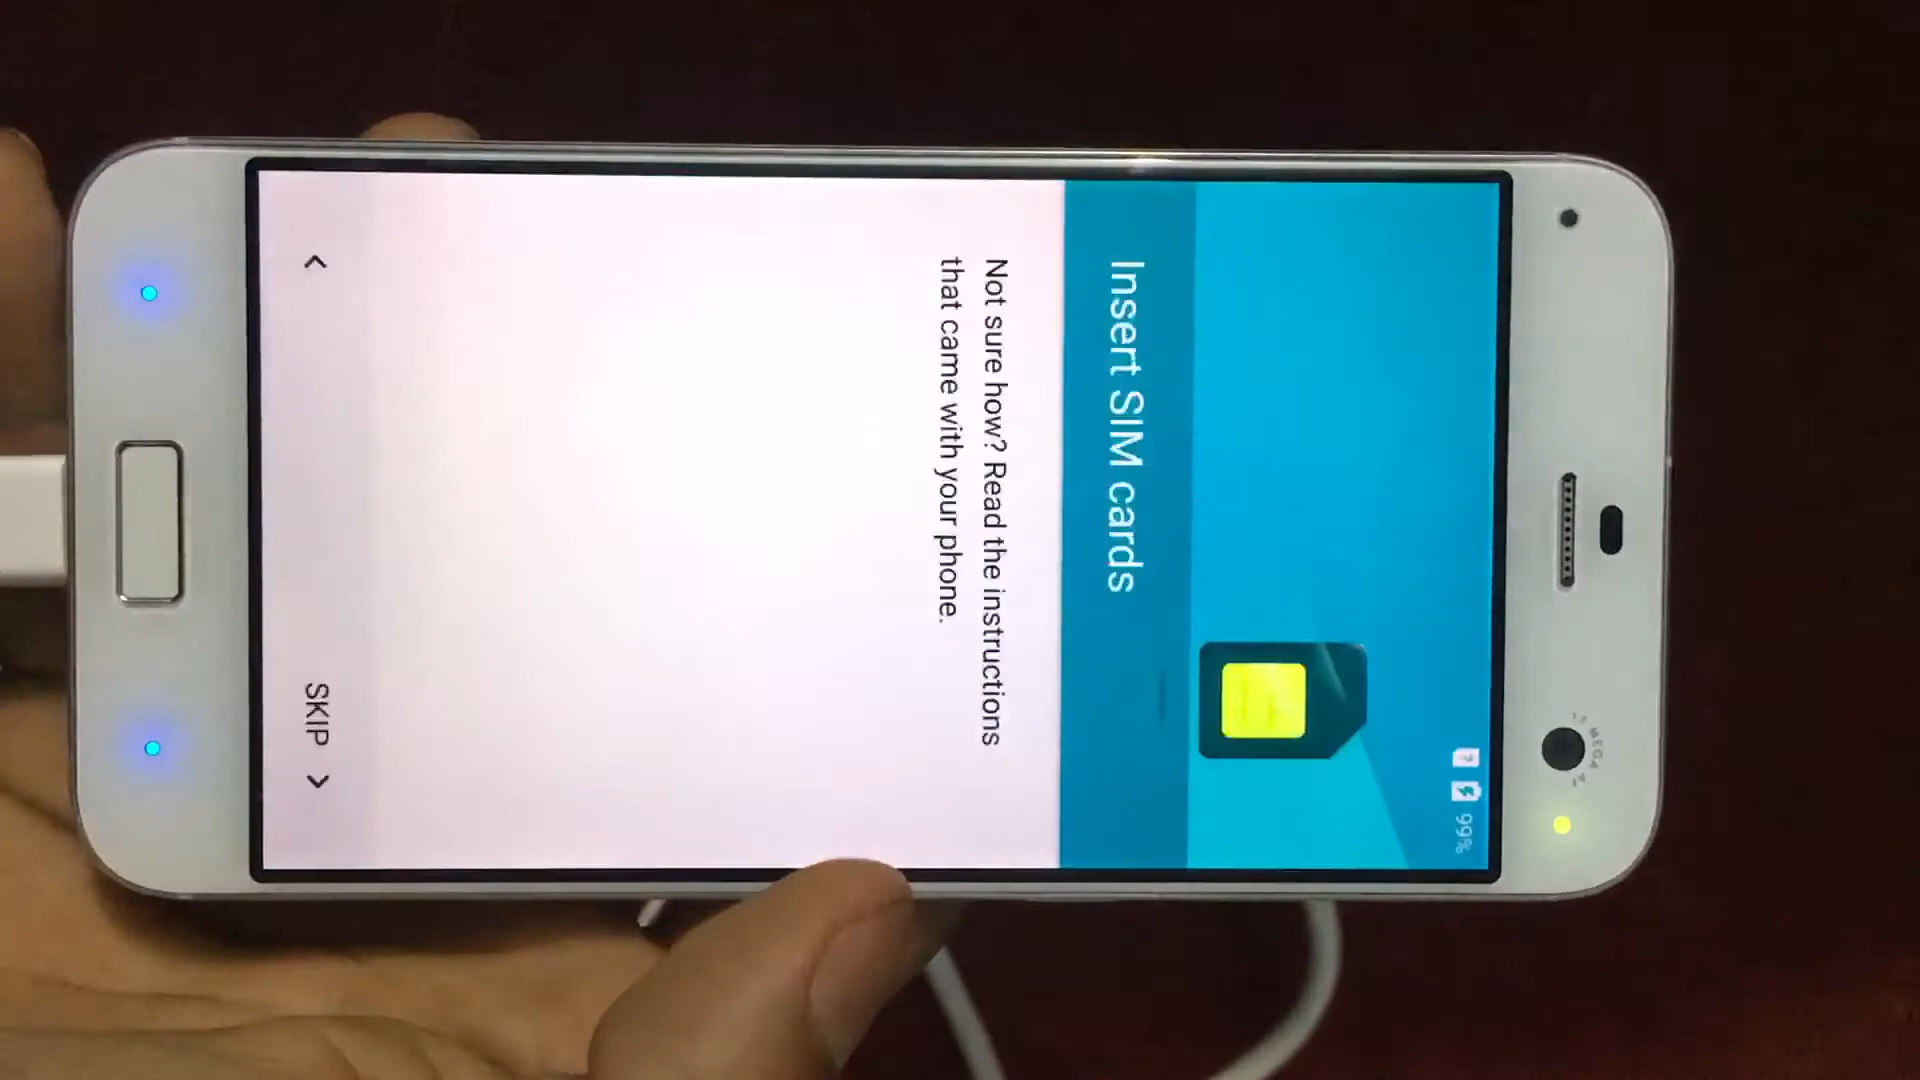 99%
Insert SIM cards
Not sure how? Read the instructions
that came with your phone.
SKIP